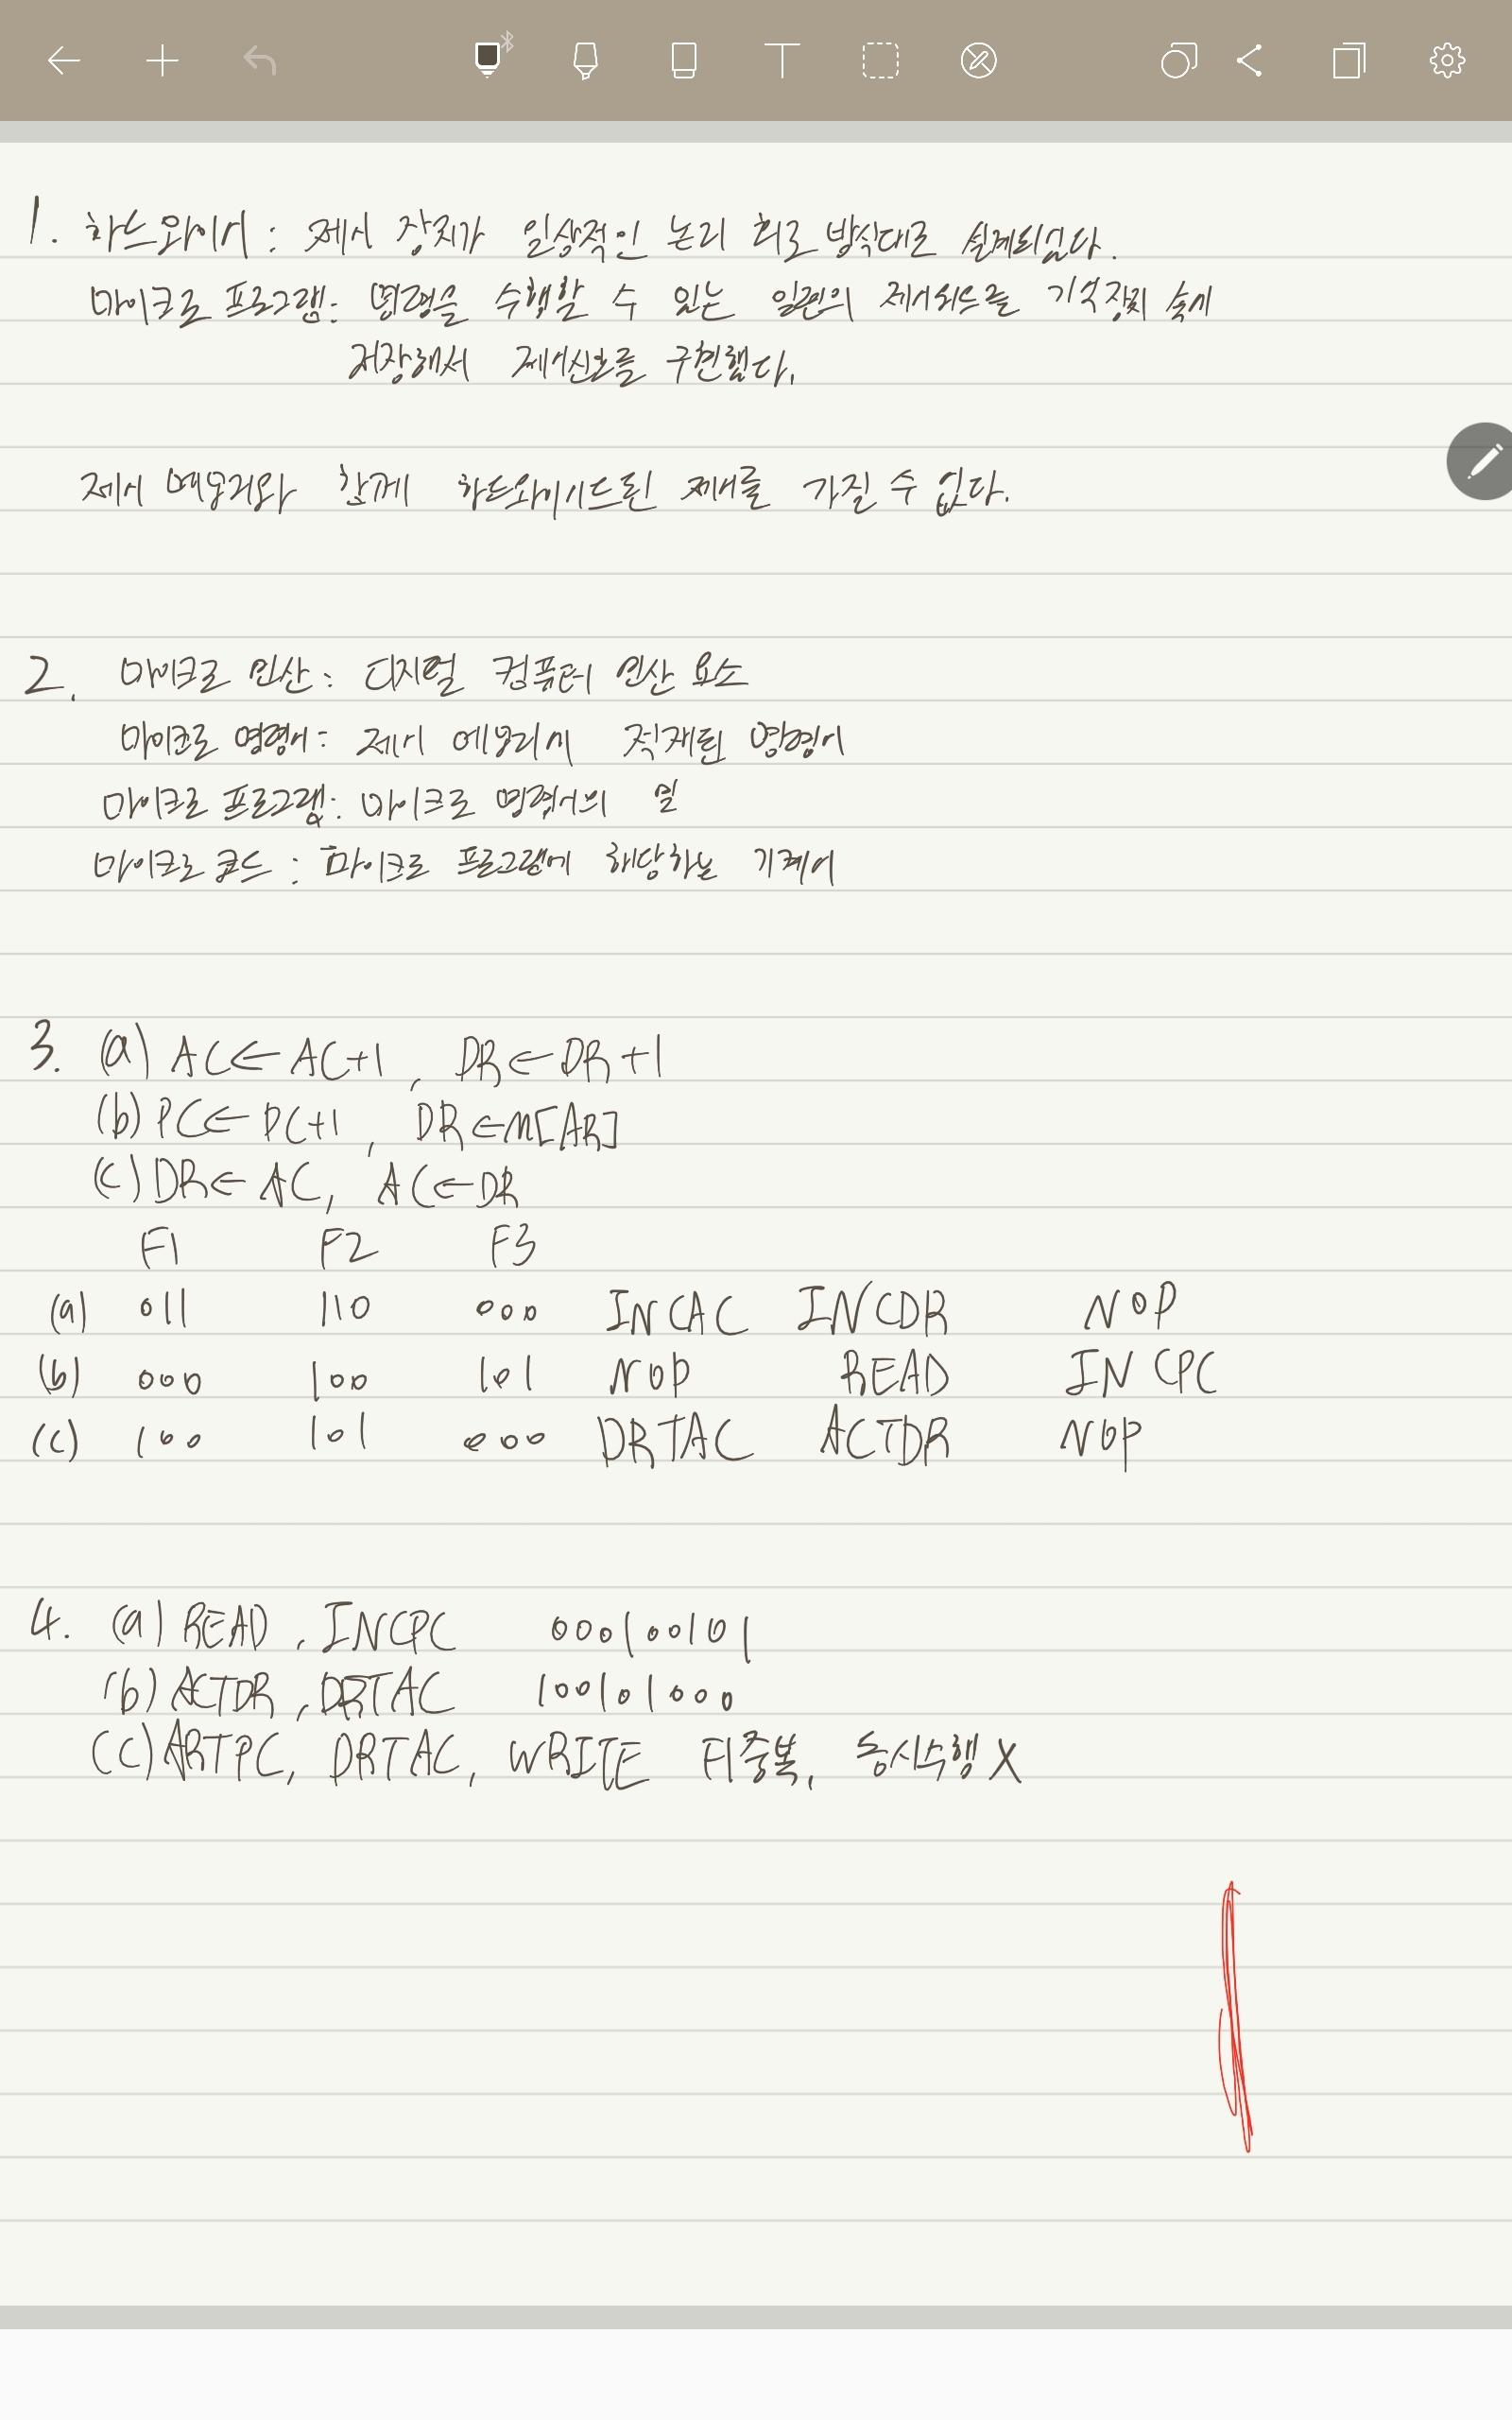 1. 하드와이어 : 제어 장치가 일상적인 논리 회로 방식대로 설계되있다.
마이크로 프로그램: 명령을 수행할 수 있는 일련의 제어워드를 기억장치 속에
저장해서 제어신호를 구현했다.
제어 메모리와 함께 하드와이어드된 제어를 가질 수 없다.
2. 마이크로 연산 : 디지털 컴퓨터 연산 요소
마이크로 명령어 : 제어 메모리에 적재된 명령어
마이크로 프로그램: 마이크로 명령어의 열
마이크로 코드 : 마이크로 프로그램에 해당하는 기계어
3. (a) AC←AC+1, DR←DR+1
(b) PC←PC+1, DR←M[AR]
(c) DR←AC, AC←DR
F1 F2 F3
(a) 011 110 000 INCAC INCDR NOP
(b) 000 100 101 NOP READ INCPC
(c) 100 101 000 DRTAC ACTDR NOP
4. (a) READ, INCPC 000100101
(b) ACTDR, DRTAC 100101000
(c) ARTPC, DRTAC, WRITE F1중복, 동시수행 X